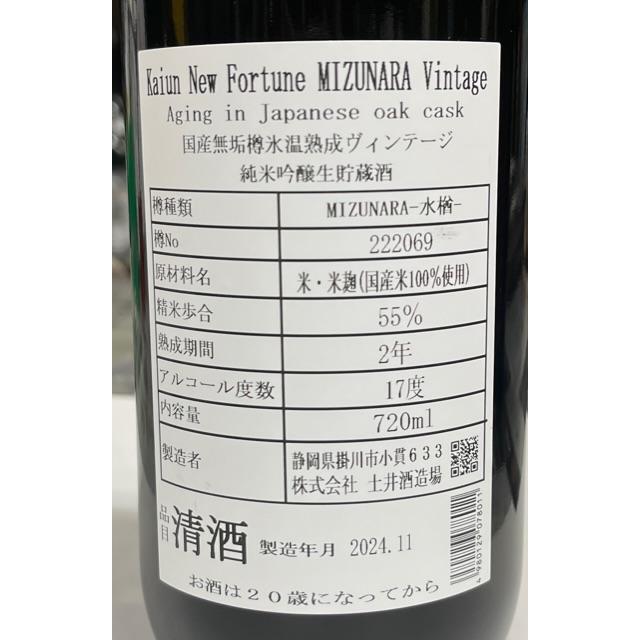 Kaiun New Fortune MIZUNARA Vintage
Aging in Japanese oak cask
国産無垢樽氷温熟成ヴィンテージ
純米吟醸生貯蔵酒
樽種類 MIZUNARA-水楢-
樽No 222069
原材料名 米・米麹(国産米100%使用)
精米歩合 55%
熟成期間 2年
アルコール度数 17度
内容量 720ml
製造者 静岡県掛川市小貫633
株式会社 土井酒造場
品目 清酒 製造年月 2024.11
お酒は20歳になってから
4 980129 078011